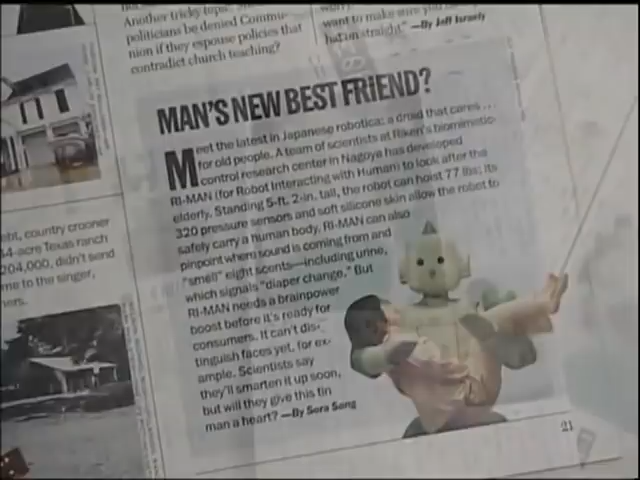 Another tricky topic
politicians be denied Commu-
nion if they espouse policies that
contradict church teaching?
want to make sure you
hat on straight." —By Jeff Israely
MAN'S NEW BEST FRiEND?
Meet the latest in Japanese robotica: a droid that cares ...
for old people. A team of scientists at Riken's biomimetic-
control research center in Nagoya has developed
RI-MAN (for Robot Interacting with Human) to look after the
elderly. Standing 5-ft. 2-in. tall, the robot can hoist 77 lbs; its
320 pressure sensors and soft silicone skin allow the robot to
safely carry a human body. RI-MAN can also
pinpoint where sound is coming from and
"smell" eight scents—including urine,
which signals "diaper change." But
RI-MAN needs a brainpower
boost before it's ready for
consumers. It can't dis-
tinguish faces yet, for ex-
ample. Scientists say
they'll smarten it up soon,
but will they give this tin
man a heart? —By Sora Song
21
debt, country crooner
44-acre Texas ranch
204,000, didn't send
me to the singer,
ners.